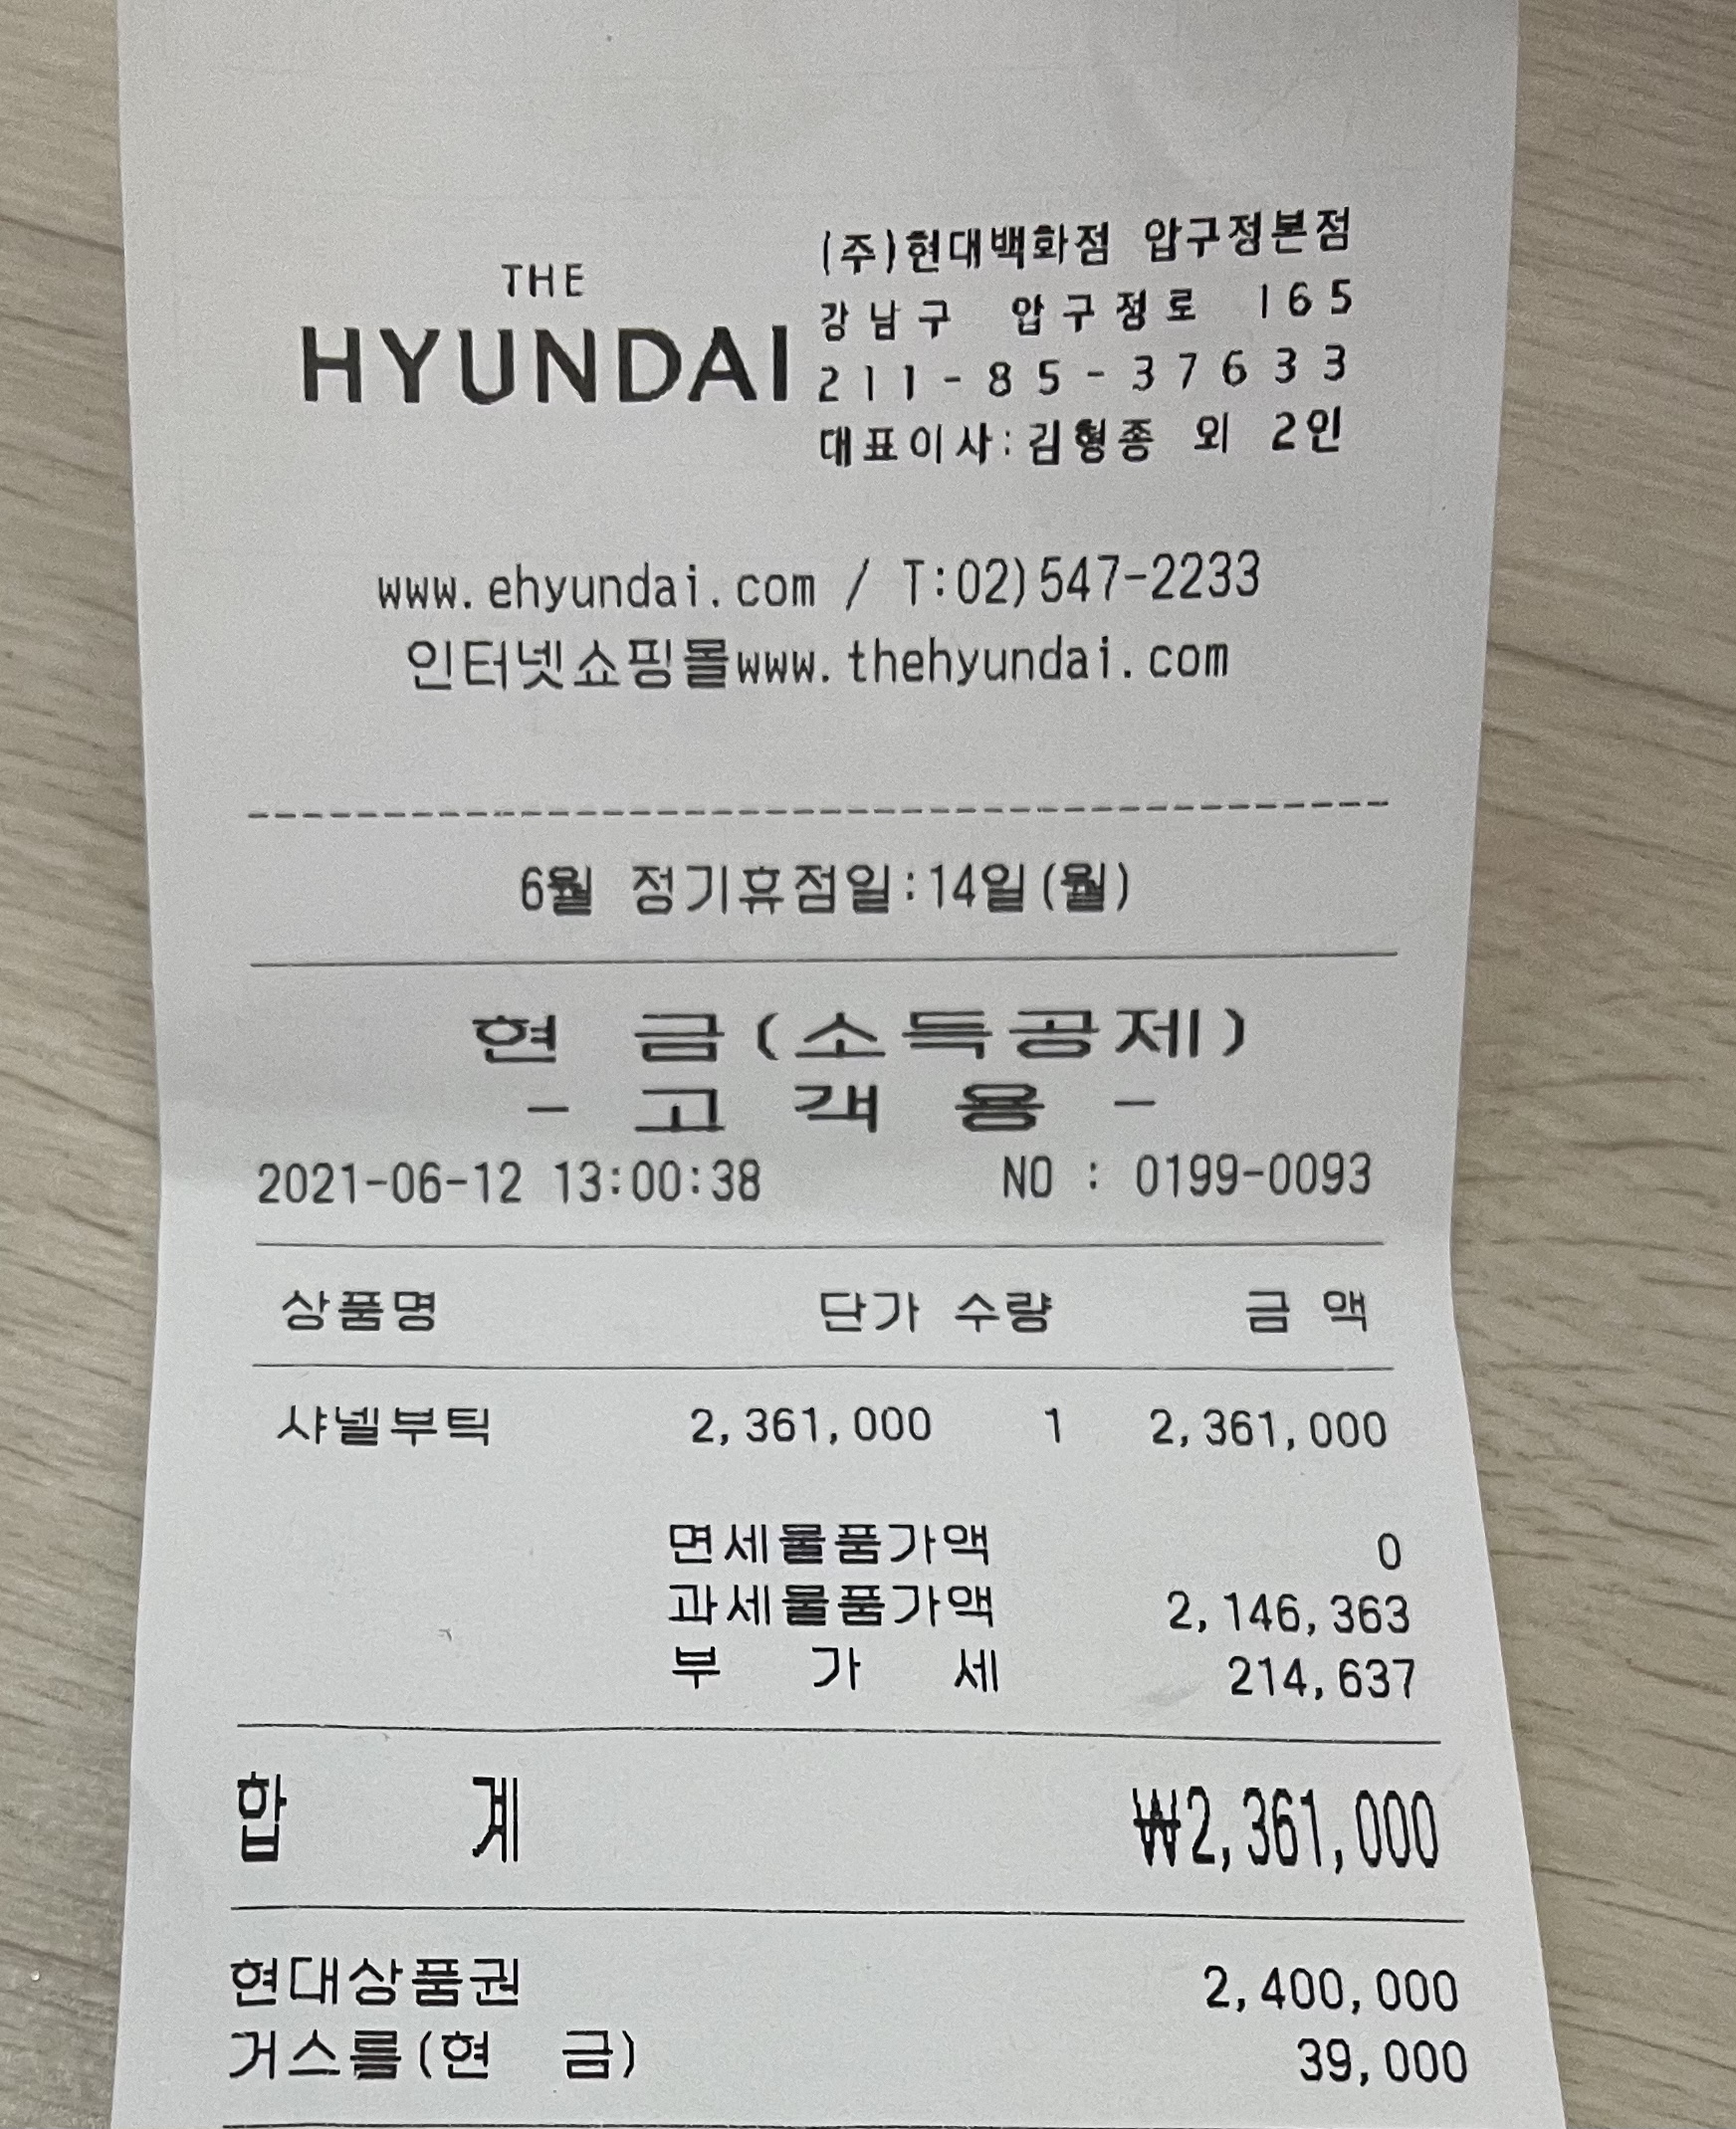 THE
HYUNDAI
(주)현대백화점 압구정본점
강남구 압구정로 165
211-85-37633
대표이사:김형종 외 2인
www.ehyundai.com / T:02)547-2233
인터넷쇼핑몰www.thehyundai.com
6월 정기휴점일:14일(월)
현 금(소득공제)
- 고 객 용 -
2021-06-12 13:00:38 NO : 0199-0093
상품명 단가 수량 금 액
샤넬부틱 2,361,000 1 2,361,000
면세물품가액 0
과세물품가액 2,146,363
부 가 세 214,637
합 계 ₩2,361,000
현대상품권 2,400,000
거스름(현 금) 39,000